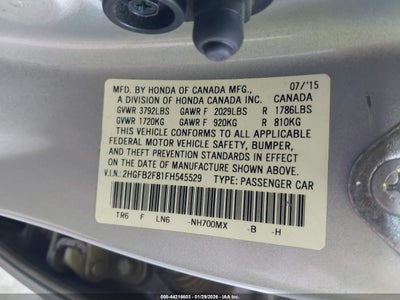 MFD. BY HONDA OF CANADA MFG., 07/'15
A DIVISION OF HONDA CANADA INC. CANADA
GVWR 3792LBS GAWR F 2029LBS R 1786LBS
GVWR 1720KG GAWR F 920KG R 810KG
THIS VEHICLE CONFORMS TO ALL APPLICABLE
FEDERAL MOTOR VEHICLE SAFETY, BUMPER,
AND THEFT PREVENTION STANDARDS IN EFFECT
ON THE DATE OF MANUFACTURE SHOWN ABOVE.
V.I.N.: 2HGFB2F81FH545529 TYPE: PASSENGER CAR
TR6 F LN6 -NH700MX -B -H
000-44216603 - 01/29/2026 - IAA